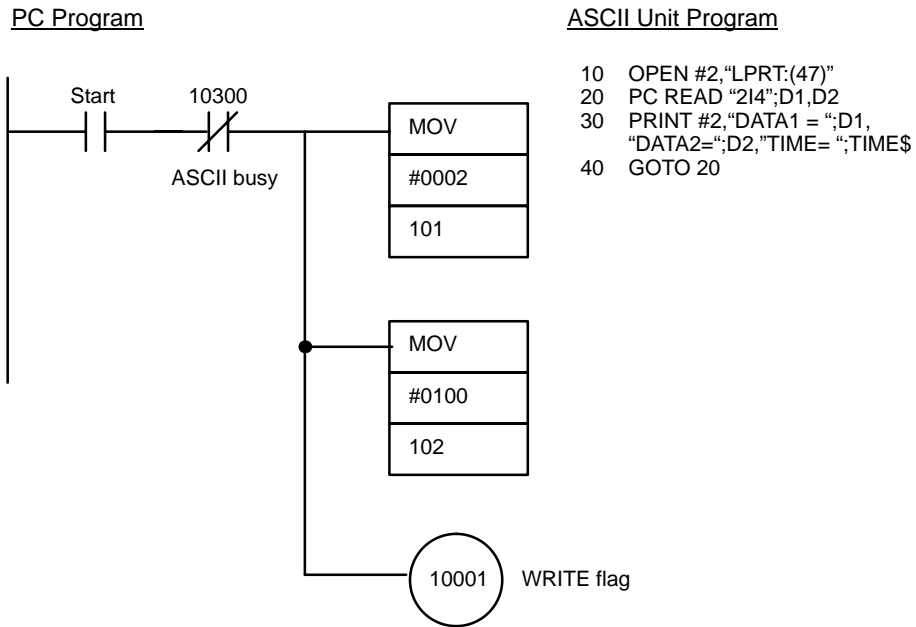 PC Program
ASCII Unit Program
10 OPEN #2,“LPRT:(47)”
20 PC READ “2I4”;D1,D2
30 PRINT #2,“DATA1 = “;D1,
“DATA2=“;D2,”TIME= “;TIME$
40 GOTO 20
Start
10300
ASCII busy
MOV
#0002
101
MOV
#0100
102
10001
WRITE flag